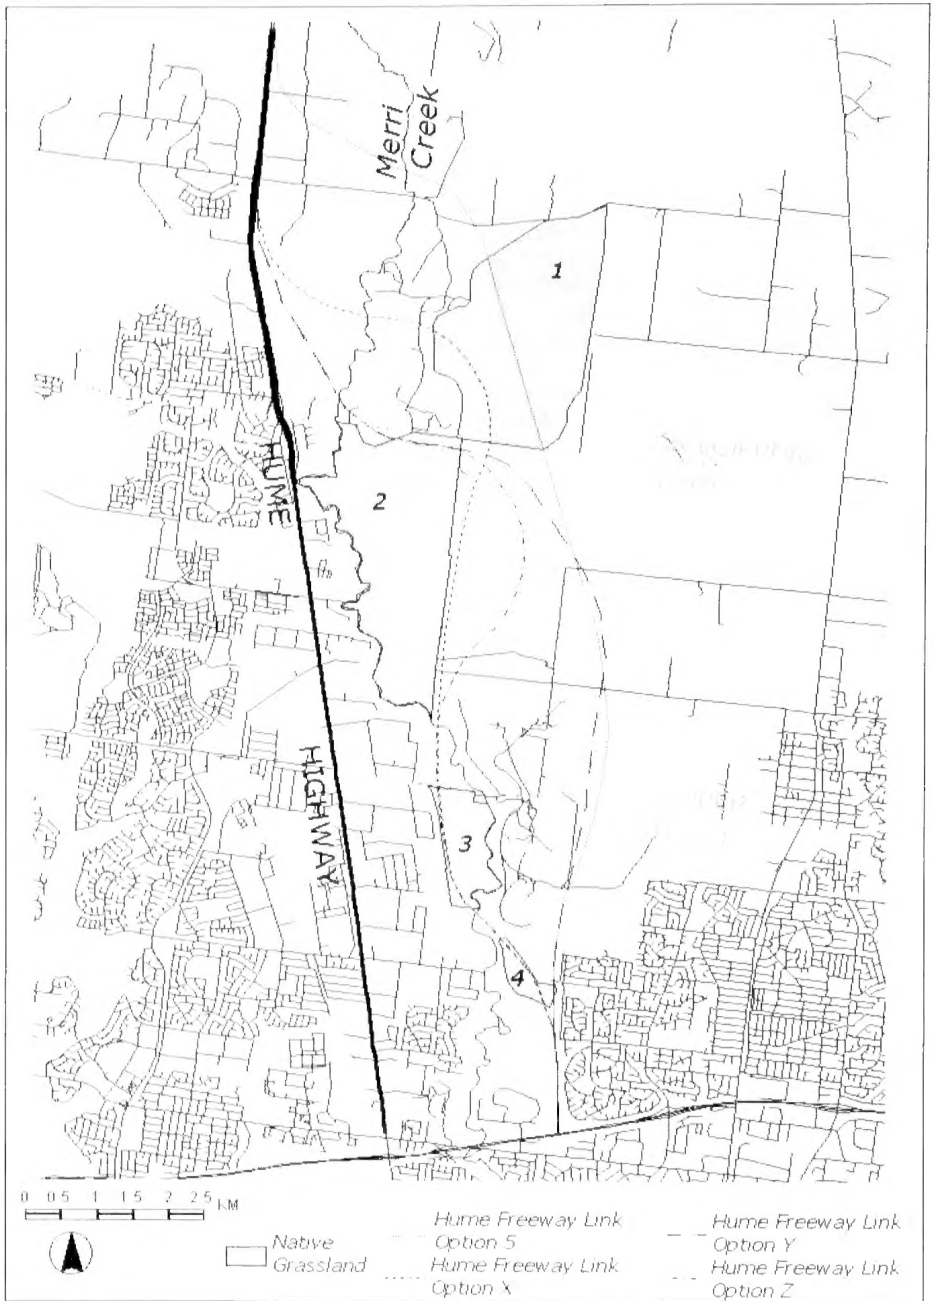 Merri
Creek
1
HUME
2
HIGHWAY
3
4
0 0 5 1 1 5 2 2 5 KM
Native
Grassland
Hume Freeway Link
Option 5
Hume Freeway Link
Option X
Hume Freeway Link
Option Y
Hume Freeway Link
Option Z